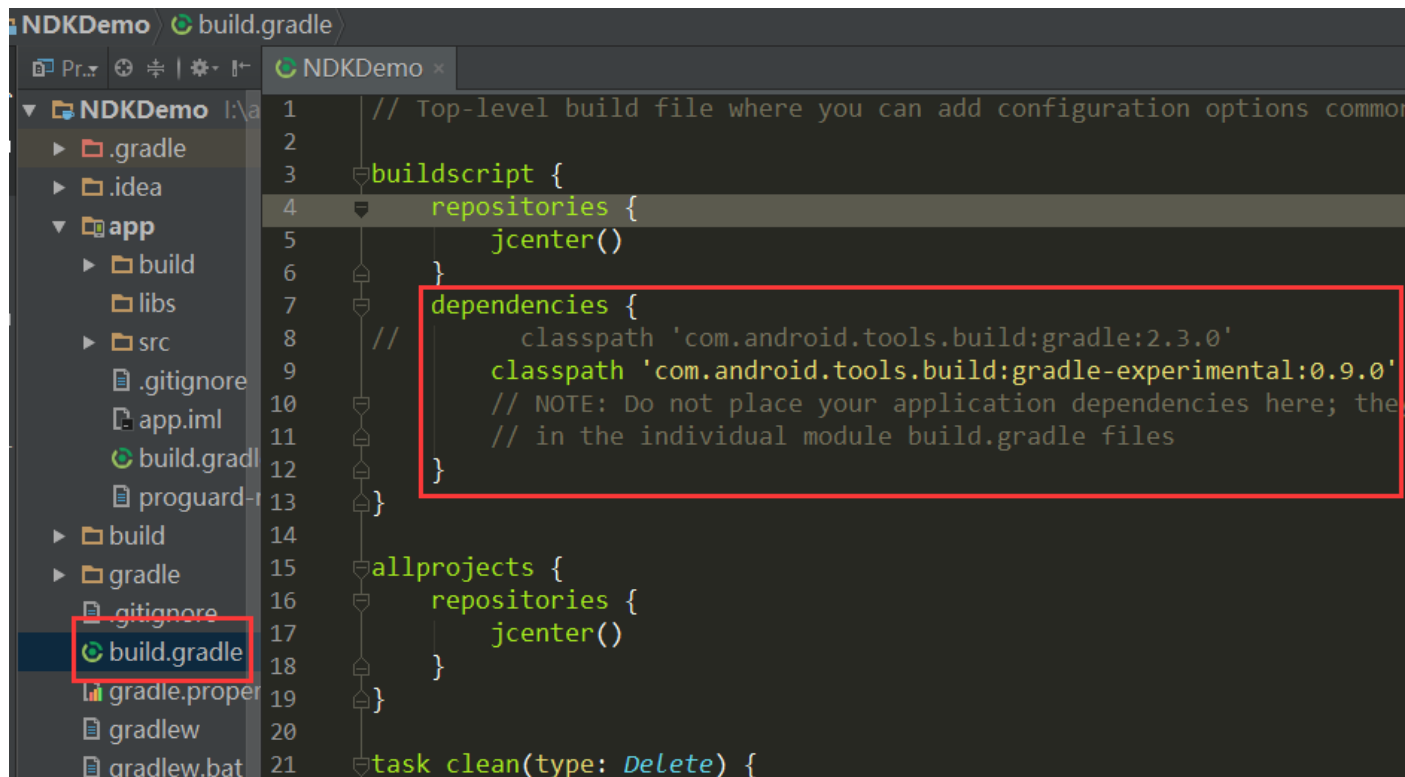 NDKDemo build.gradle
Pr...
NDKDemo
NDKDemo I:\a
.gradle
.idea
app
build
libs
src
.gitignore
app.iml
build.gradl
proguard-r
build
gradle
.gitignore
build.gradle
gradle.proper
gradlew
gradlew.bat
1 // Top-level build file where you can add configuration options common
2
3 buildscript {
4 repositories {
5 jcenter()
6 }
7 dependencies {
8 // classpath 'com.android.tools.build:gradle:2.3.0'
9 classpath 'com.android.tools.build:gradle-experimental:0.9.0'
10 // NOTE: Do not place your application dependencies here; the
11 // in the individual module build.gradle files
12 }
13 }
14
15 allprojects {
16 repositories {
17 jcenter()
18 }
19 }
20
21 task clean(type: Delete) {